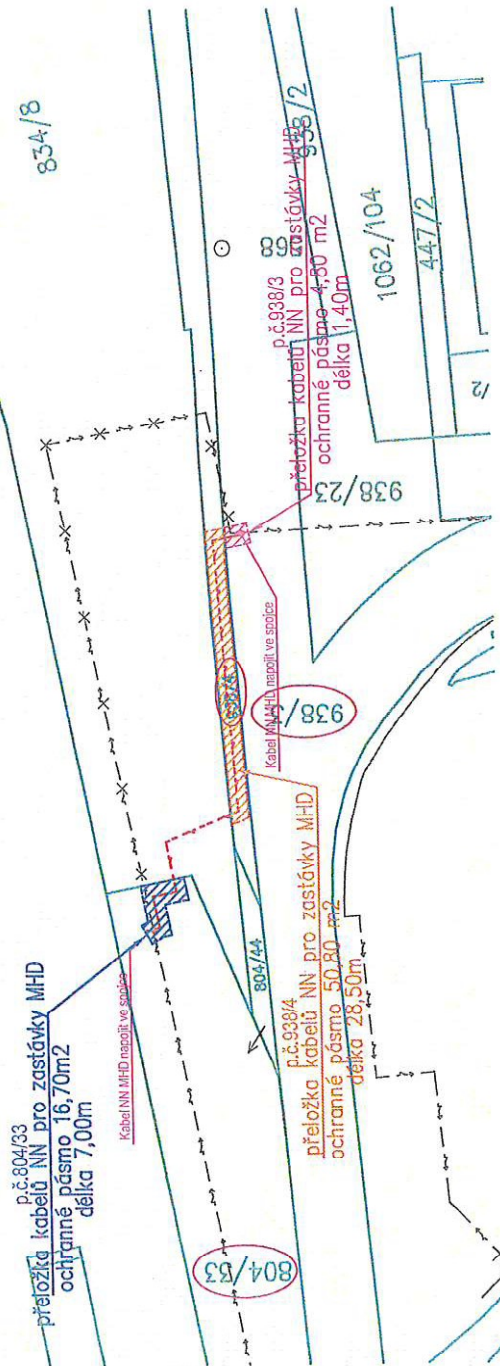 834/8
p.č.804/33
přeložka kabelů NN pro zastávky MHD
ochranné pásmo 16,70m2
délka 7,00m
Kabel NN MHD napojit ve spojce
804/33
804/44
p.č.938/4
přeložka kabelů NN pro zastávky MHD
ochranné pásmo 50,80 m2
délka 28,50m
938/4
Kabel NN MHD napojit ve spojce
p.č.938/3
přeložka kabelů NN pro zastávky MHD
ochranné pásmo 4,50 m2
délka 1,40m
938/23
938/2
1062/104
447/2
/2